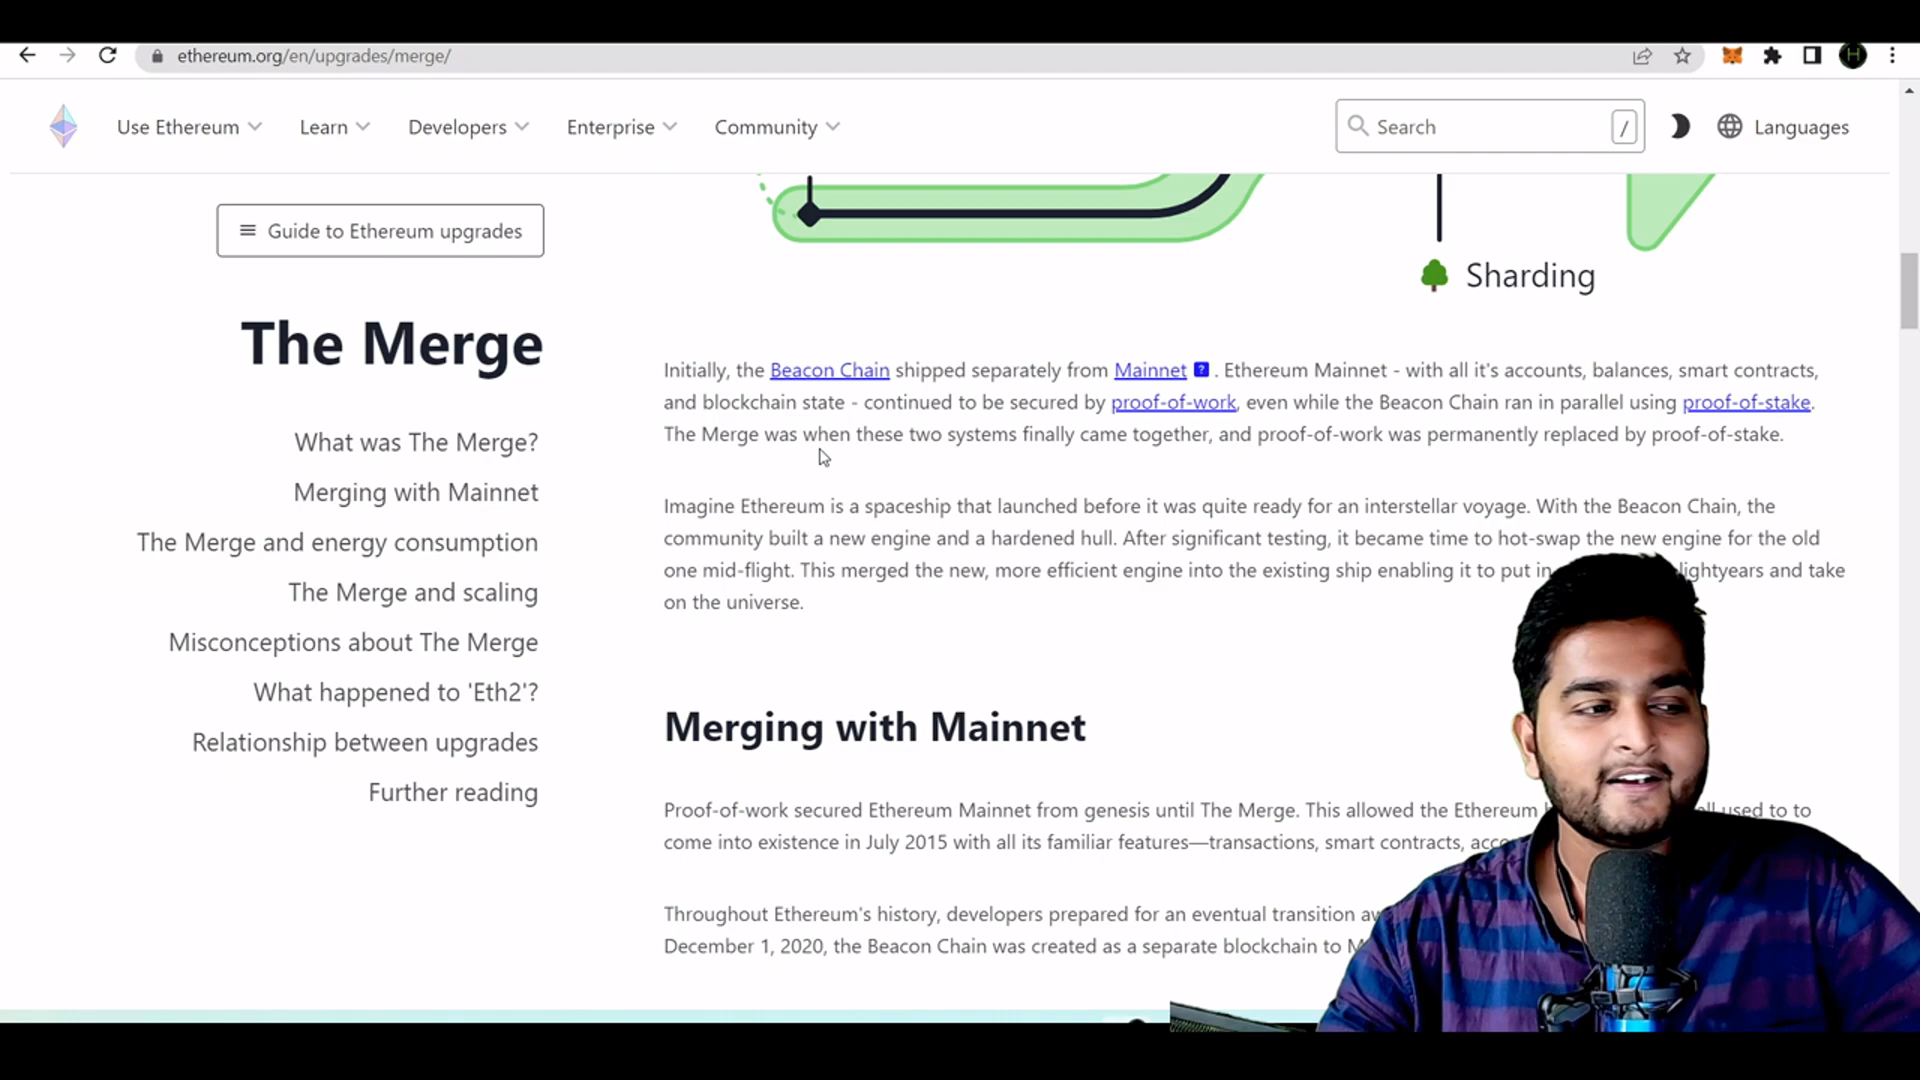 ethereum.org/en/upgrades/merge/
H
Use Ethereum
Learn
Developers
Enterprise
Community
Search
/
Languages
Guide to Ethereum upgrades
Sharding
The Merge
What was The Merge?
Merging with Mainnet
The Merge and energy consumption
The Merge and scaling
Misconceptions about The Merge
What happened to 'Eth2'?
Relationship between upgrades
Further reading
Initially, the Beacon Chain shipped separately from Mainnet ? . Ethereum Mainnet - with all it's accounts, balances, smart contracts,
and blockchain state - continued to be secured by proof-of-work, even while the Beacon Chain ran in parallel using proof-of-stake.
The Merge was when these two systems finally came together, and proof-of-work was permanently replaced by proof-of-stake.
Imagine Ethereum is a spaceship that launched before it was quite ready for an interstellar voyage. With the Beacon Chain, the
community built a new engine and a hardened hull. After significant testing, it became time to hot-swap the new engine for the old
one mid-flight. This merged the new, more efficient engine into the existing ship enabling it to put in lightyears and take
on the universe.
Merging with Mainnet
Proof-of-work secured Ethereum Mainnet from genesis until The Merge. This allowed the Ethereum used to to
come into existence in July 2015 with all its familiar features—transactions, smart contracts,
Throughout Ethereum's history, developers prepared for an eventual transition
December 1, 2020, the Beacon Chain was created as a separate blockchain to